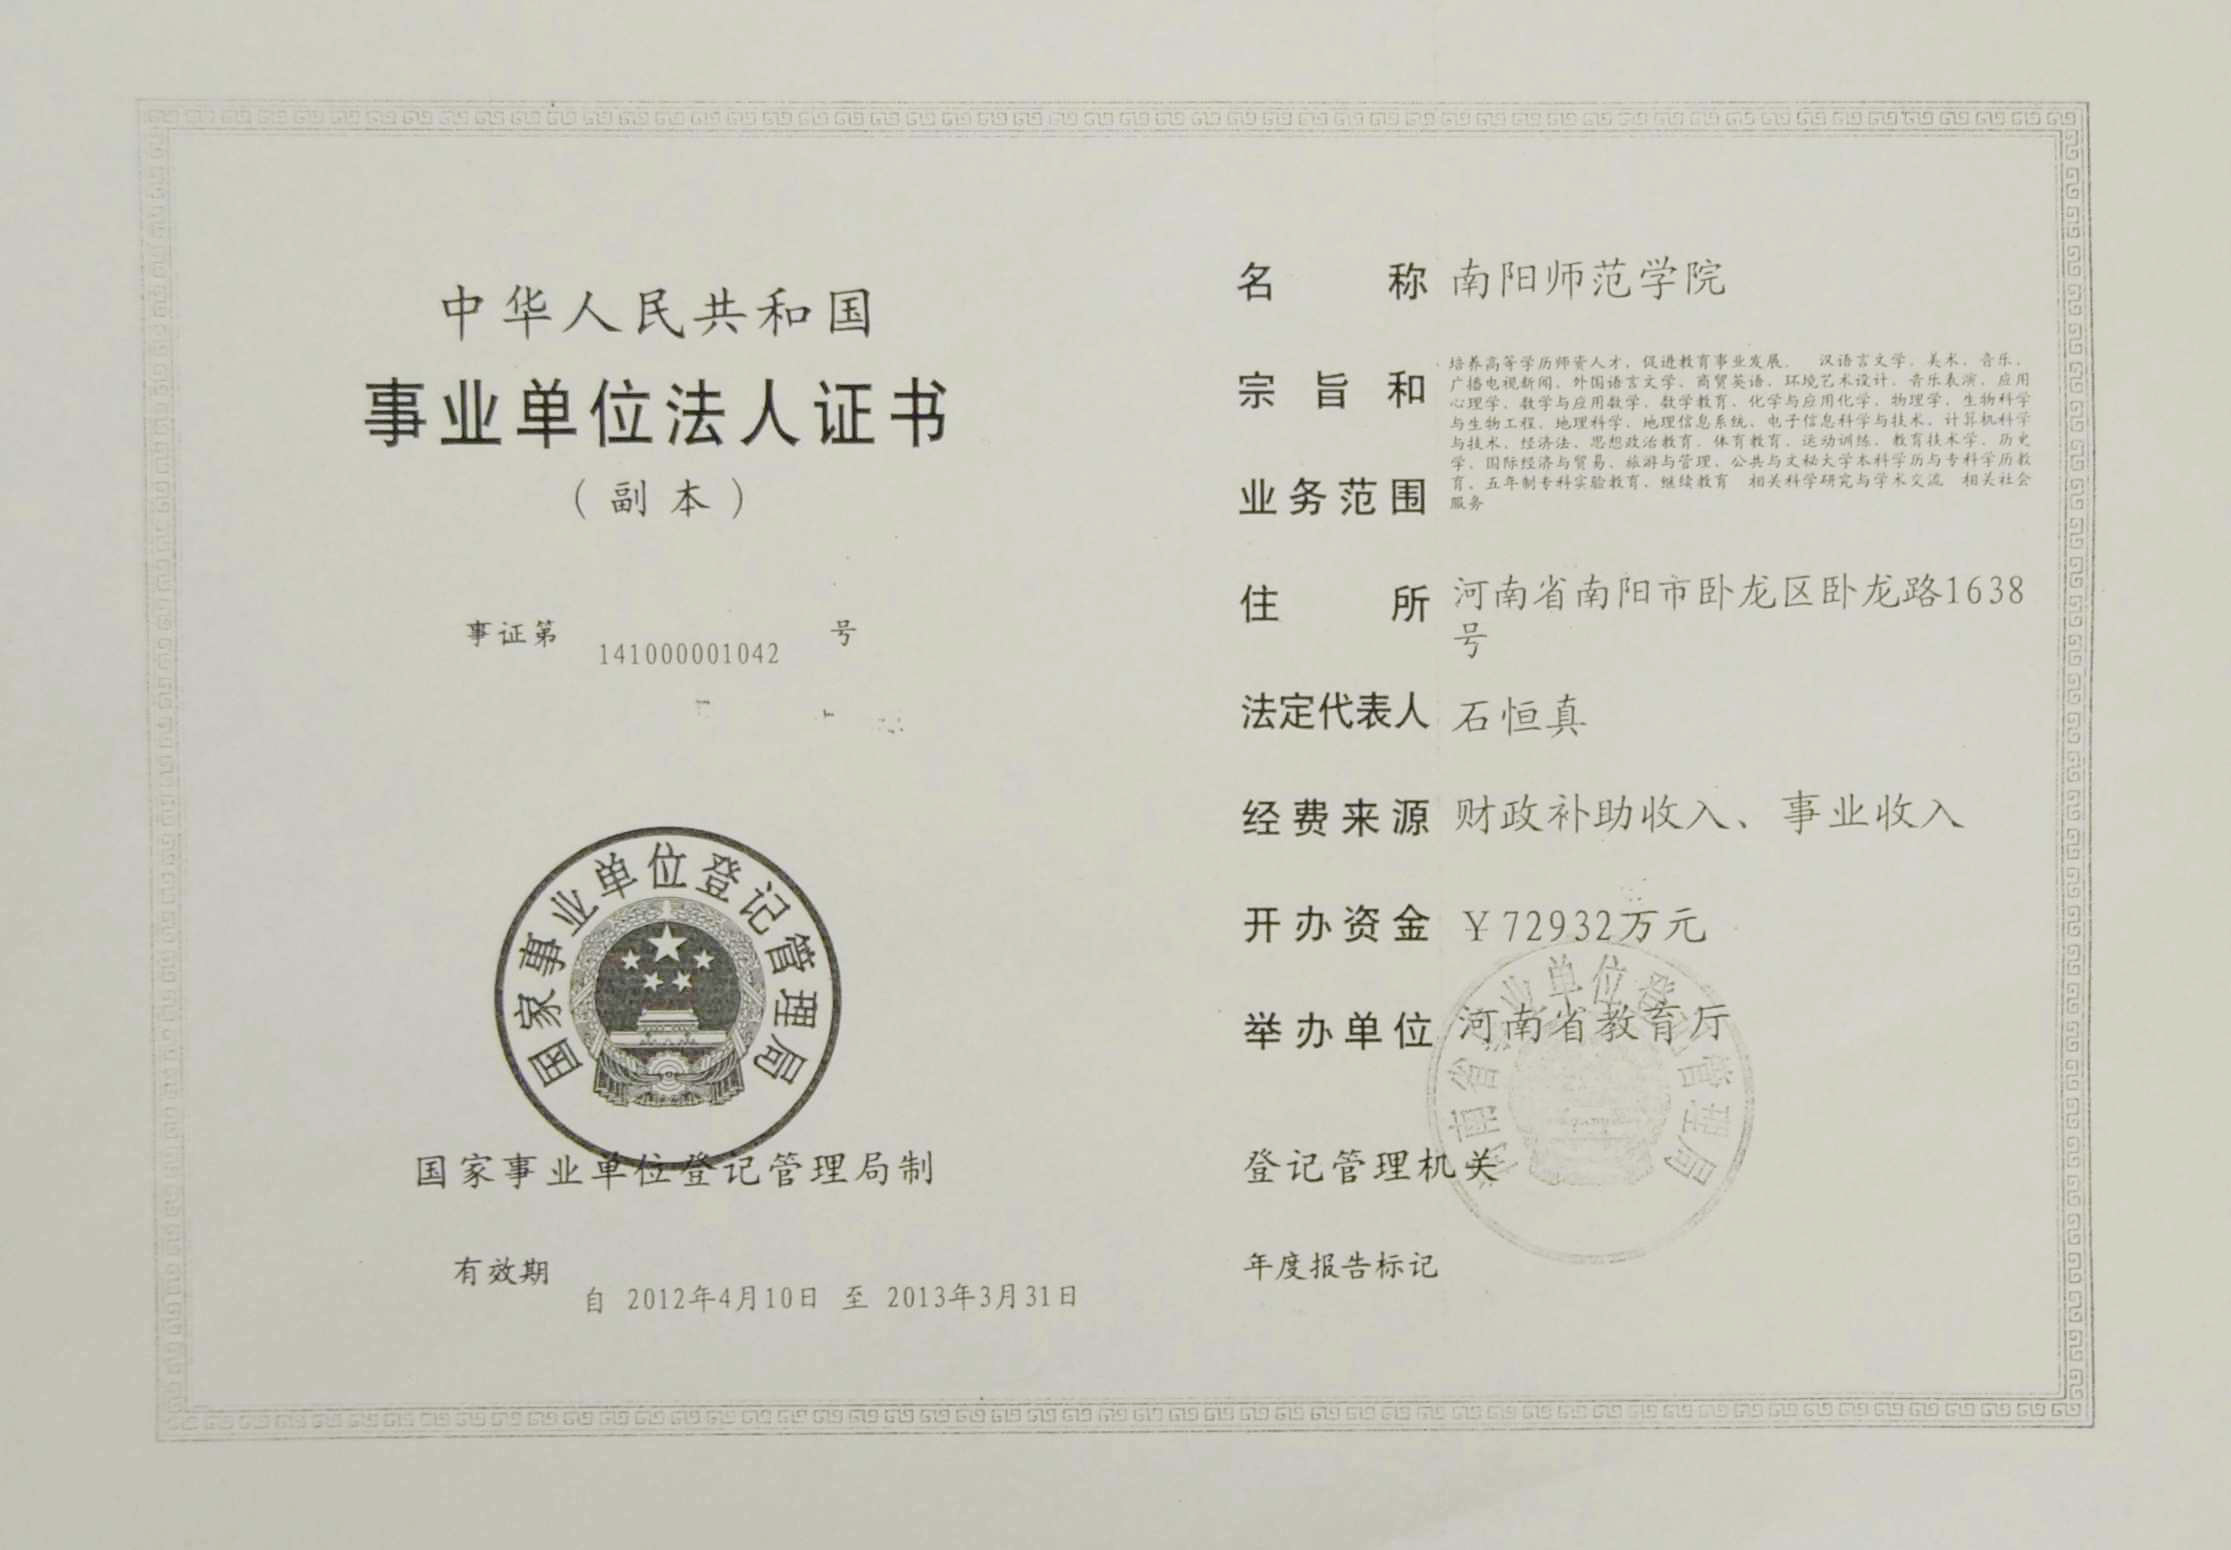 中华人民共和国
事业单位法人证书
（副本）
事证第 141000001042 号
国家事业单位登记管理局
国家事业单位登记管理局制
有效期 自 2012年4月10日 至 2013年3月31日
名称 南阳师范学院
宗旨和
业务范围
培养高等学历师资人才，促进教育事业发展。 汉语言文学、美术、音乐、
广播电视新闻、外国语言文学、商贸英语、环境艺术设计、音乐表演、应用
心理学、数学与应用数学、数学教育、化学与应用化学、物理学、生物科学
与生物工程、地理科学、地理信息系统、电子信息科学与技术、计算机科学
与技术、经济法、思想政治教育、体育教育、运动训练、教育技术学、历史
学、国际经济与贸易、旅游与管理、公共与文秘大学本科学历与专科学历教
育、五年制专科实验教育、继续教育 相关科学研究与学术交流 相关社会
服务
住所 河南省南阳市卧龙区卧龙路1638
号
法定代表人 石恒真
经费来源 财政补助收入、事业收入
开办资金 ￥72932万元
举办单位 河南省教育厅
登记管理机关
河南省事业单位登记管理局
年度报告标记